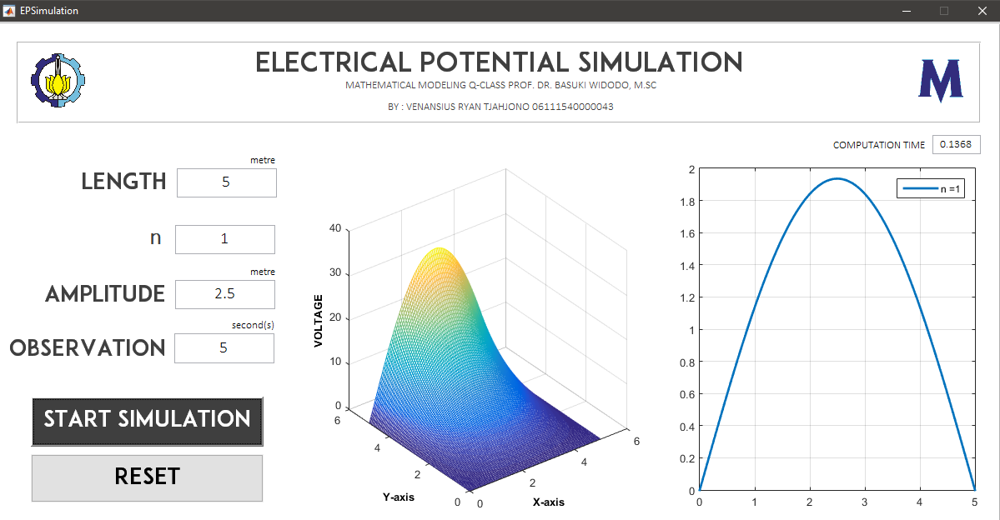 EPSimulation
ELECTRICAL POTENTIAL SIMULATION
MATHEMATICAL MODELING Q-CLASS PROF. DR. BASUKI WIDODO, M.SC
BY : VENANSIUS RYAN TJAHJONO 06111540000043
M
COMPUTATION TIME 0.1368
metre
LENGTH 5
n 1
metre
AMPLITUDE 2.5
second(s)
OBSERVATION 5
START SIMULATION
RESET
VOLTAGE
40
30
20
10
0
6
4
2
0
Y-axis
0
2
4
6
X-axis
n =1
2
1.8
1.6
1.4
1.2
1
0.8
0.6
0.4
0.2
0
0 1 2 3 4 5